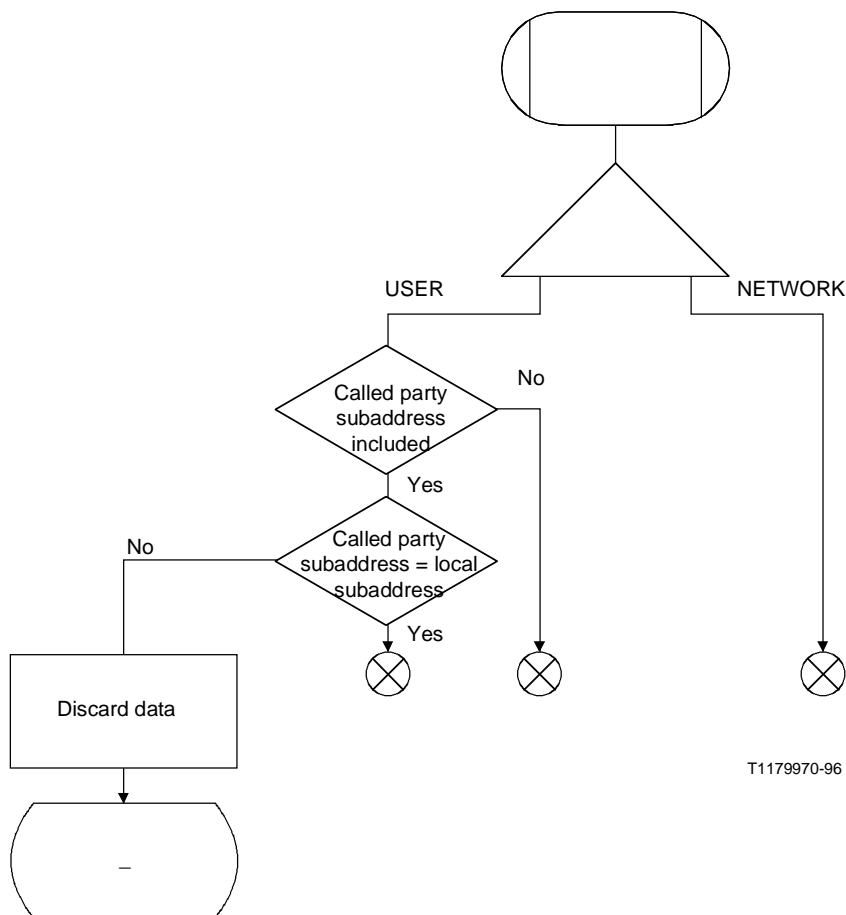 USER
NETWORK
Called party
subaddress
included
No
Yes
Called party
subaddress = local
subaddress
No
Yes
Discard data
T1179970-96
–